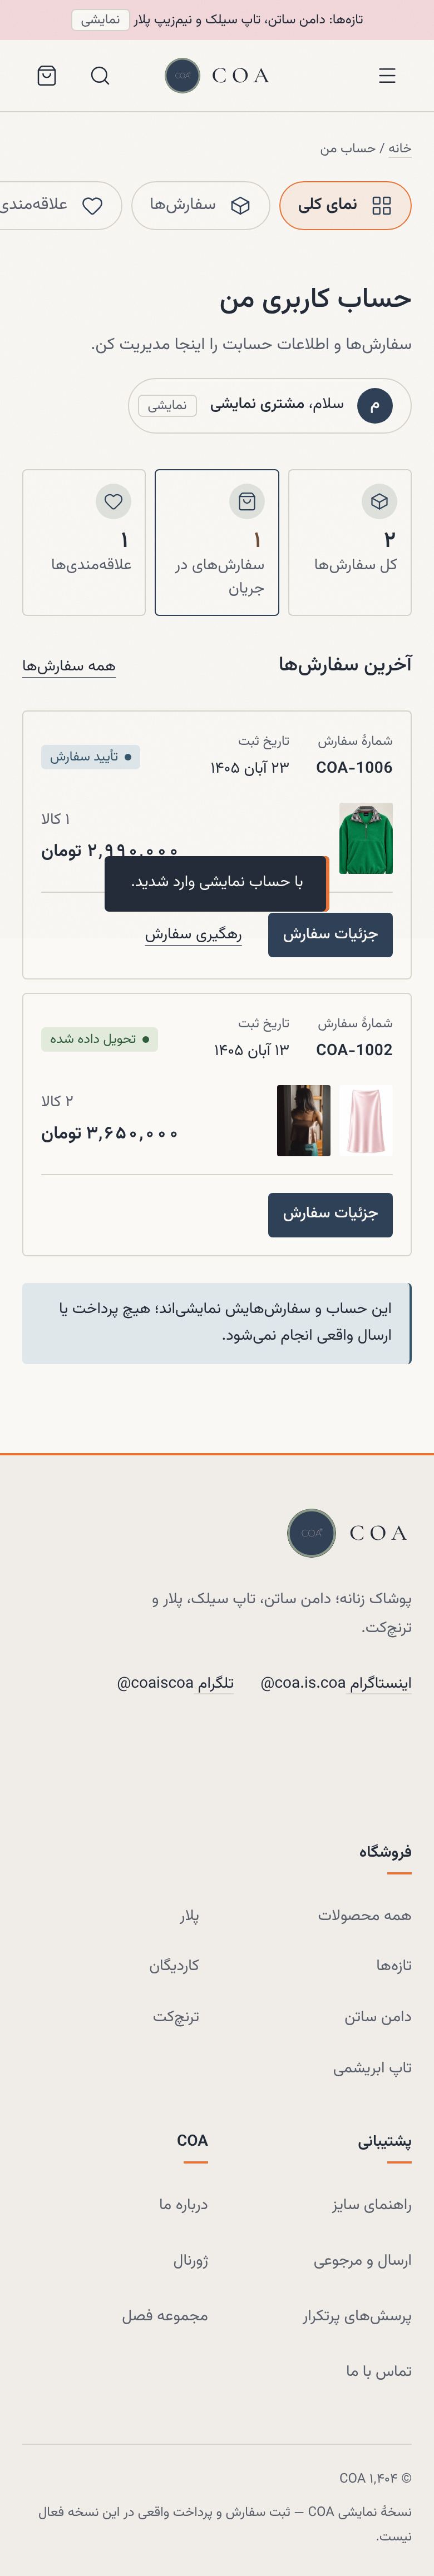 تازه‌ها: دامن ساتن، تاپ سیلک و نیم‌زیپ پلار نمایشی
COA
خانه / حساب من
نمای کلی
سفارش‌ها
علاقه‌مندی
حساب کاربری من
سفارش‌ها و اطلاعات حسابت را اینجا مدیریت کن.
م
سلام، مشتری نمایشی نمایشی
۲
کل سفارش‌ها
۱
سفارش‌های در
جریان
۱
علاقه‌مندی‌ها
آخرین سفارش‌ها
همه سفارش‌ها
شمارهٔ سفارش
COA-1006
تاریخ ثبت
۲۳ آبان ۱۴۰۵
تأیید سفارش
۱ کالا
۲,۹۹۰,۰۰۰ تومان
با حساب نمایشی وارد شدید.
جزئیات سفارش
رهگیری سفارش
شمارهٔ سفارش
COA-1002
تاریخ ثبت
۱۳ آبان ۱۴۰۵
تحویل داده شده
۲ کالا
۳,۶۵۰,۰۰۰ تومان
جزئیات سفارش
این حساب و سفارش‌هایش نمایشی‌اند؛ هیچ پرداخت یا
ارسال واقعی انجام نمی‌شود.
COA
پوشاک زنانه؛ دامن ساتن، تاپ سیلک، پلار و
ترنچ‌کت.
اینستاگرام @coa.is.coa
تلگرام @coaiscoa
فروشگاه
همه محصولات
پلار
تازه‌ها
کاردیگان
دامن ساتن
ترنچ‌کت
تاپ ابریشمی
پشتیبانی
راهنمای سایز
ارسال و مرجوعی
پرسش‌های پرتکرار
تماس با ما
COA
درباره ما
ژورنال
مجموعه فصل
© ۱,۴۰۴ COA
نسخهٔ نمایشی COA — ثبت سفارش و پرداخت واقعی در این نسخه فعال
نیست.